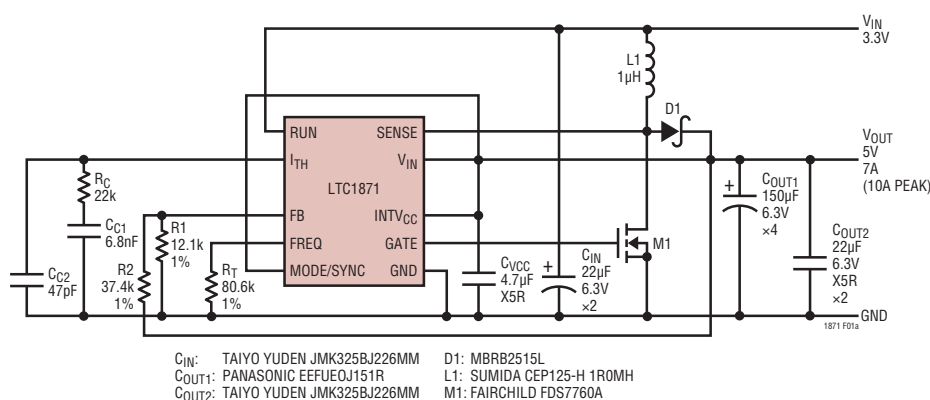 VIN
3.3V
L1
1µH
D1
RUN
SENSE
VOUT
5V
7A
(10A PEAK)
ITH
VIN
LTC1871
RC
22k
CC1
6.8nF
FB
INTVCC
R1
12.1k
1%
FREQ
GATE
M1
MODE/SYNC
GND
R2
37.4k
1%
RT
80.6k
1%
CC2
47pF
CVCC
4.7µF
X5R
+
CIN
22µF
6.3V
×2
+
COUT1
150µF
6.3V
×4
COUT2
22µF
6.3V
X5R
×2
GND
1871 F01a
CIN: TAIYO YUDEN JMK325BJ226MM
COUT1: PANASONIC EEFUEOJ151R
COUT2: TAIYO YUDEN JMK325BJ226MM
D1: MBRB2515L
L1: SUMIDA CEP125-H 1R0MH
M1: FAIRCHILD FDS7760A